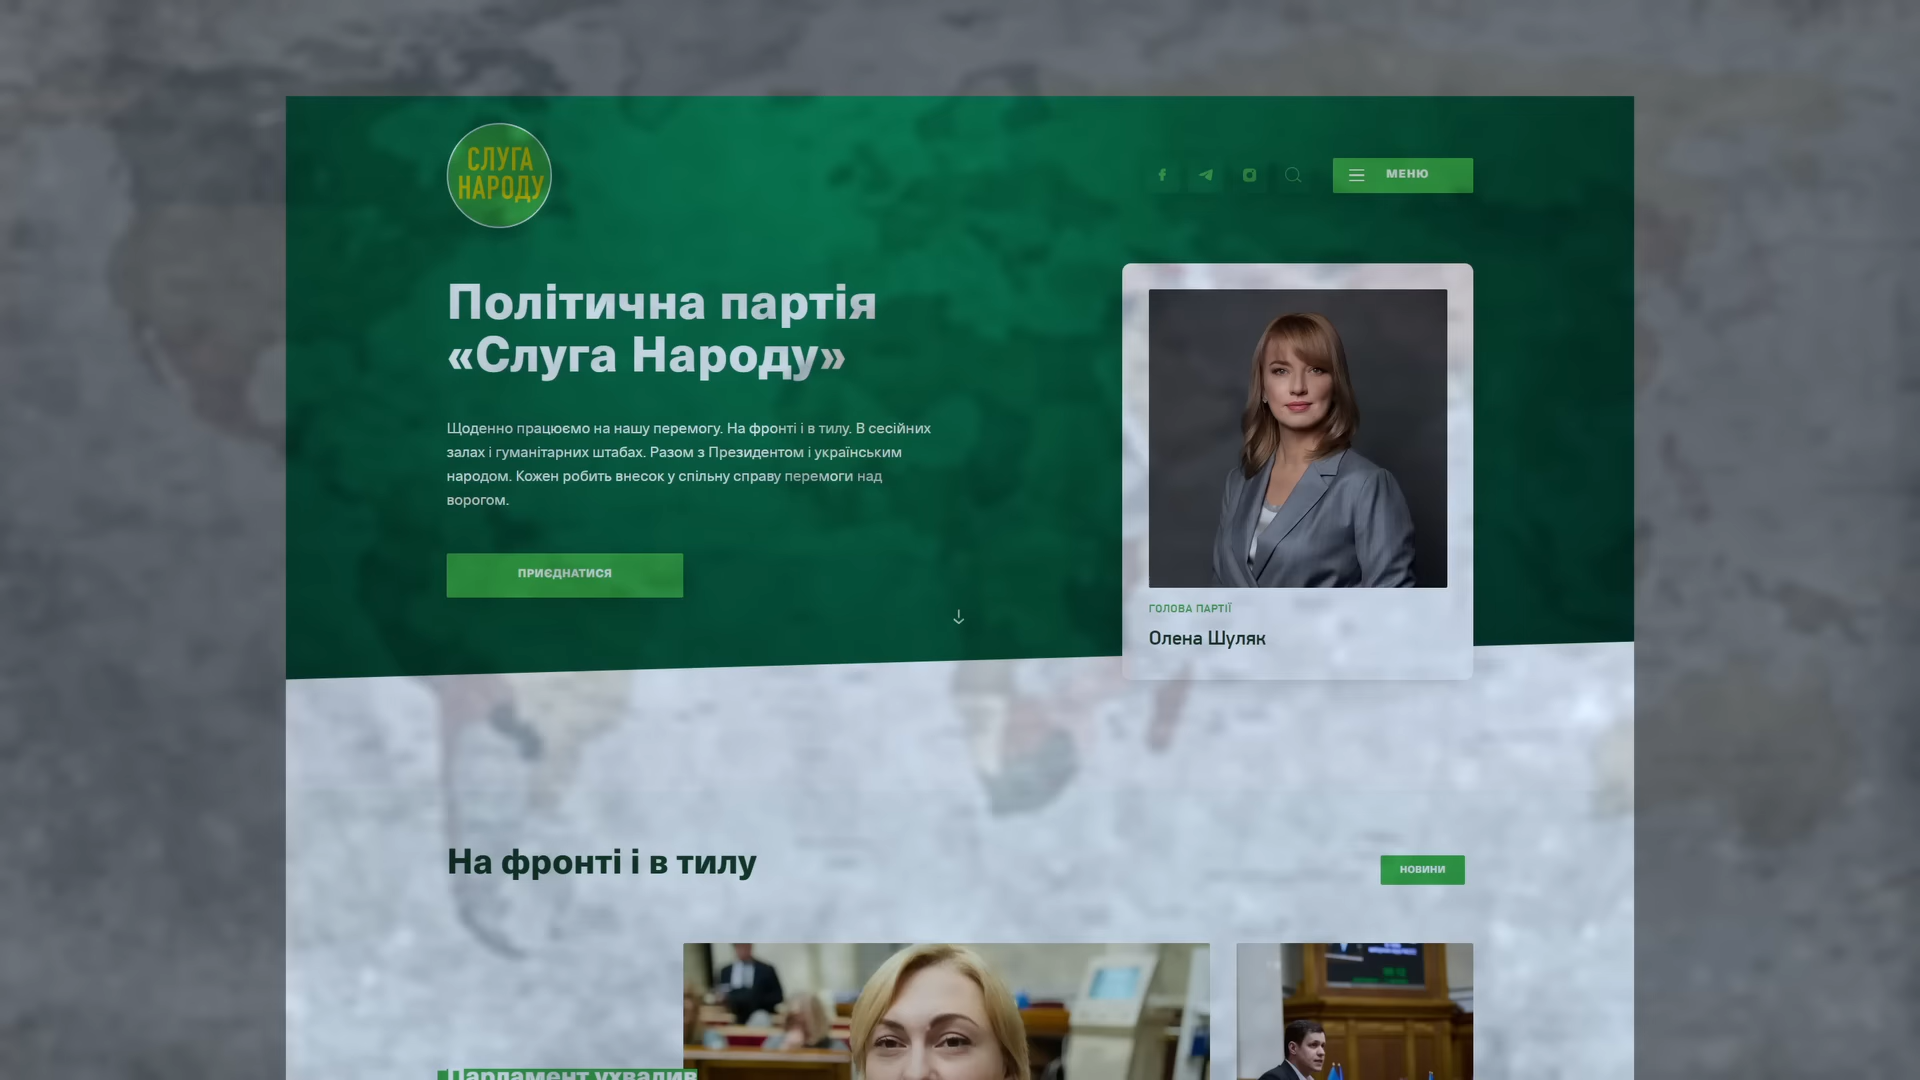 СЛУГА
НАРОДУ
МЕНЮ
Політична партія
«Слуга Народу»
Щоденно працюємо на нашу перемогу. На фронті і в тилу. В сесійних
залах і гуманітарних штабах. Разом з Президентом і українським
народом. Кожен робить внесок у спільну справу перемоги над
ворогом.
ПРИЄДНАТИСЯ
ГОЛОВА ПАРТІЇ
Олена Шуляк
На фронті і в тилу
НОВИНИ
Парламент ухвалив